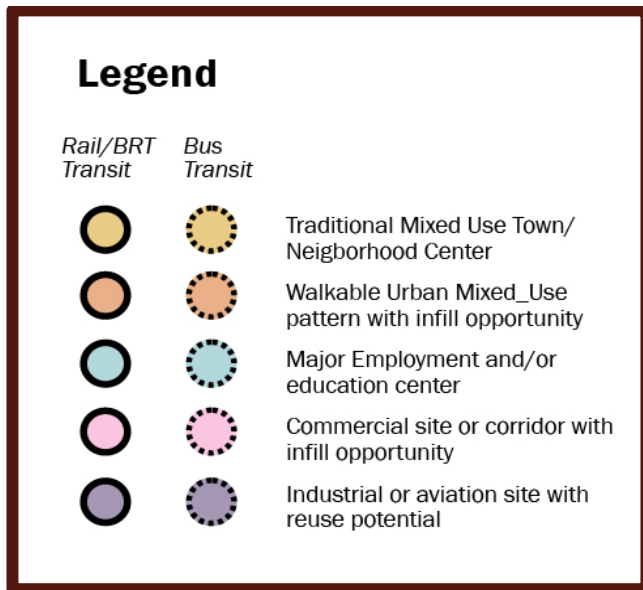 Legend
Rail/BRT Bus
Transit Transit
Traditional Mixed Use Town/
Neigborhood Center
Walkable Urban Mixed_Use
pattern with infill opportunity
Major Employment and/or
education center
Commercial site or corridor with
infill opportunity
Industrial or aviation site with
reuse potential